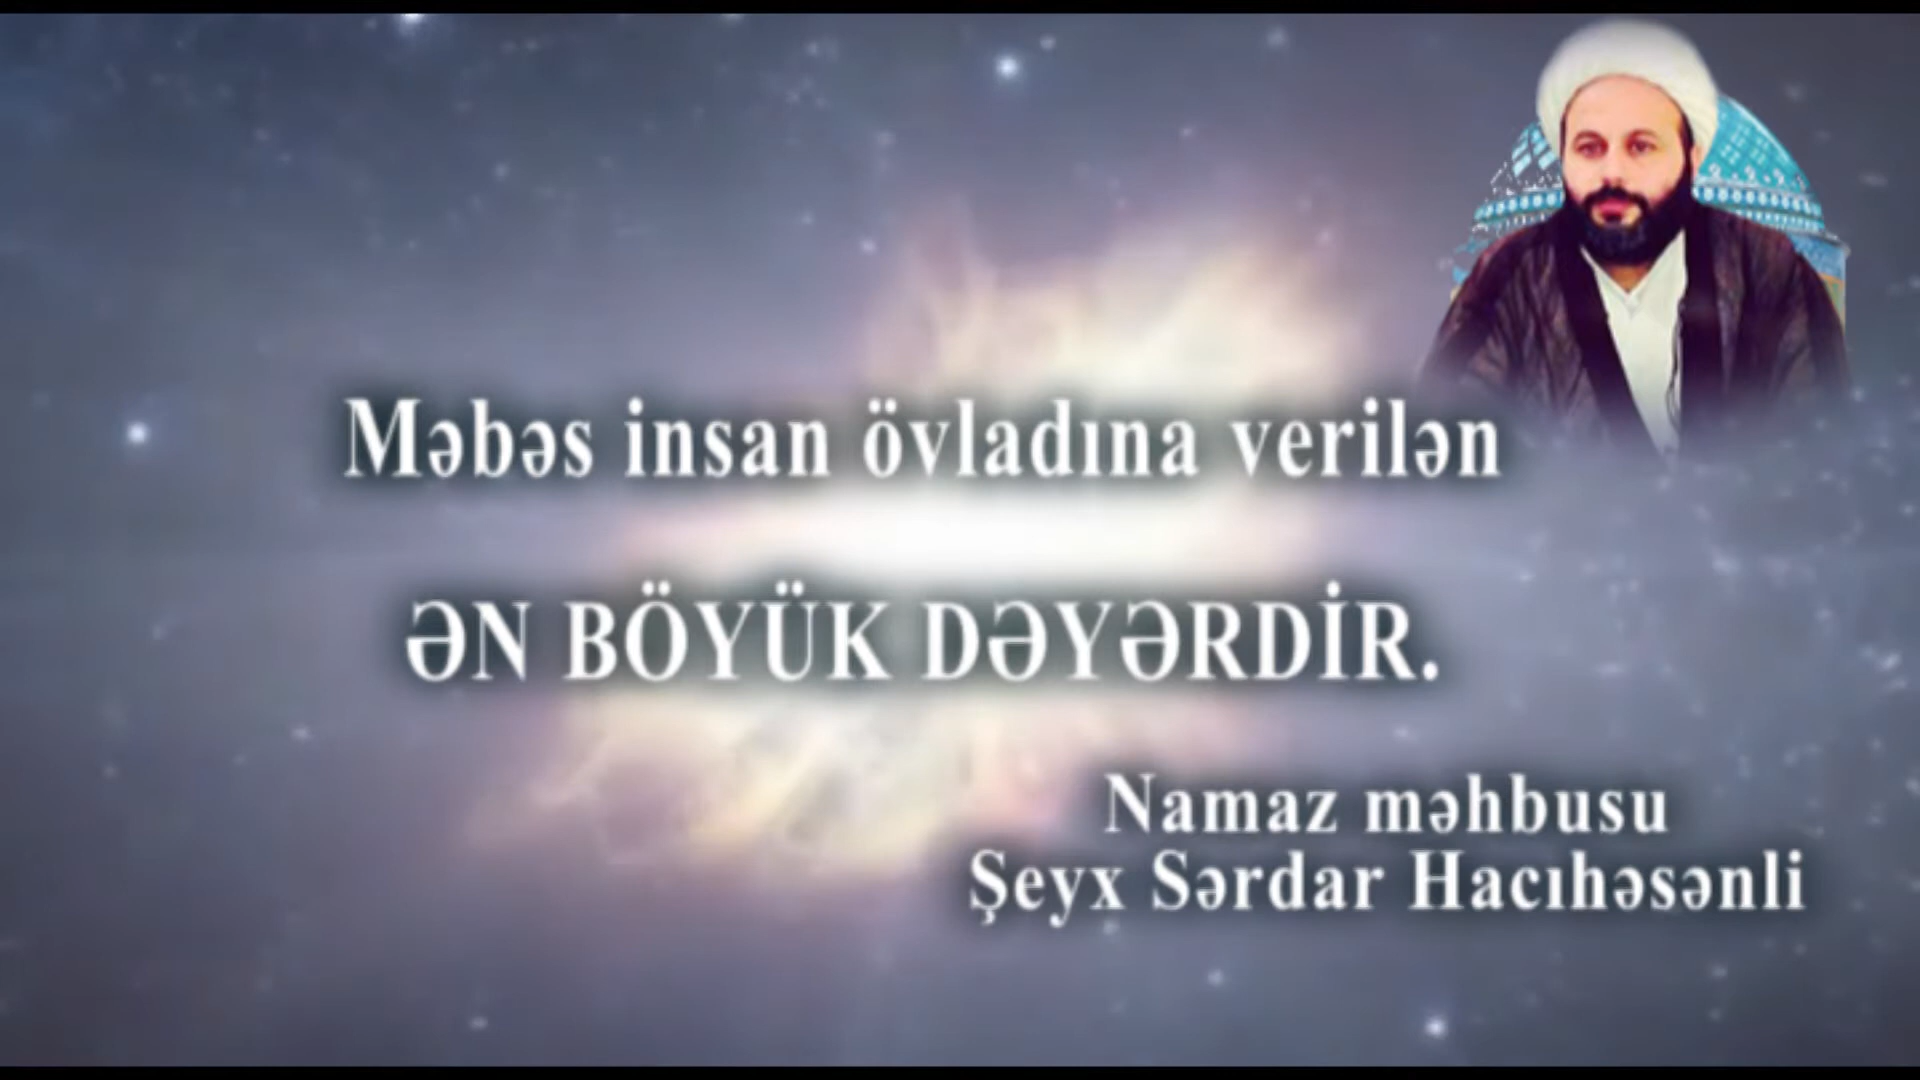 Məbəs insan övladına verilən
ƏN BÖYÜK DƏYƏRDİR.
Namaz məhbusu
Şeyx Sərdar Hacıhəsənli